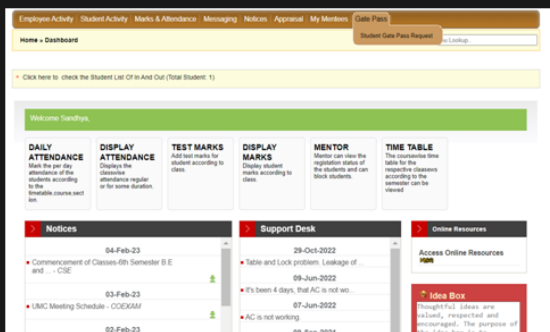 Employee Activity Student Activity Marks & Attendance Messaging Notices Appraisal My Mentees Gate Pass
Student Gate Pass Request
Home » Dashboard
Lookup..
Click here to check the Student List Of In And Out (Total Student: 1)
Welcome Sandhya,
DAILY
ATTENDANCE
Mark the per day
attendance of the
students according
to the
timetable,course,sect
ion.
DISPLAY
ATTENDANCE
Displays the
classwise
attendance regular
or for some duration.
TEST MARKS
Add test marks for
student according to
class.
DISPLAY
MARKS
Display student
marks according to
class.
MENTOR
Mentor can view the
registation status of
the students and can
block students.
TIME TABLE
The coursewise time
table for the
respective claasews
according to the
semester can be
viewed
Notices
04-Feb-23
Commencement of Classes-6th Semester B.E
and ... - CSE
03-Feb-23
UMC Meeting Schedule - COEXAM
02-Feb-23
Support Desk
29-Oct-2022
Table and Lock problem: Leakage of ...
09-Jun-2022
It's been 4 days, that AC is not wo...
07-Jun-2022
AC is not working
Online Resources
Access Online Resources
Idea Box
Thoughtful ideas are
valued, respected and
encouraged. The purpose of